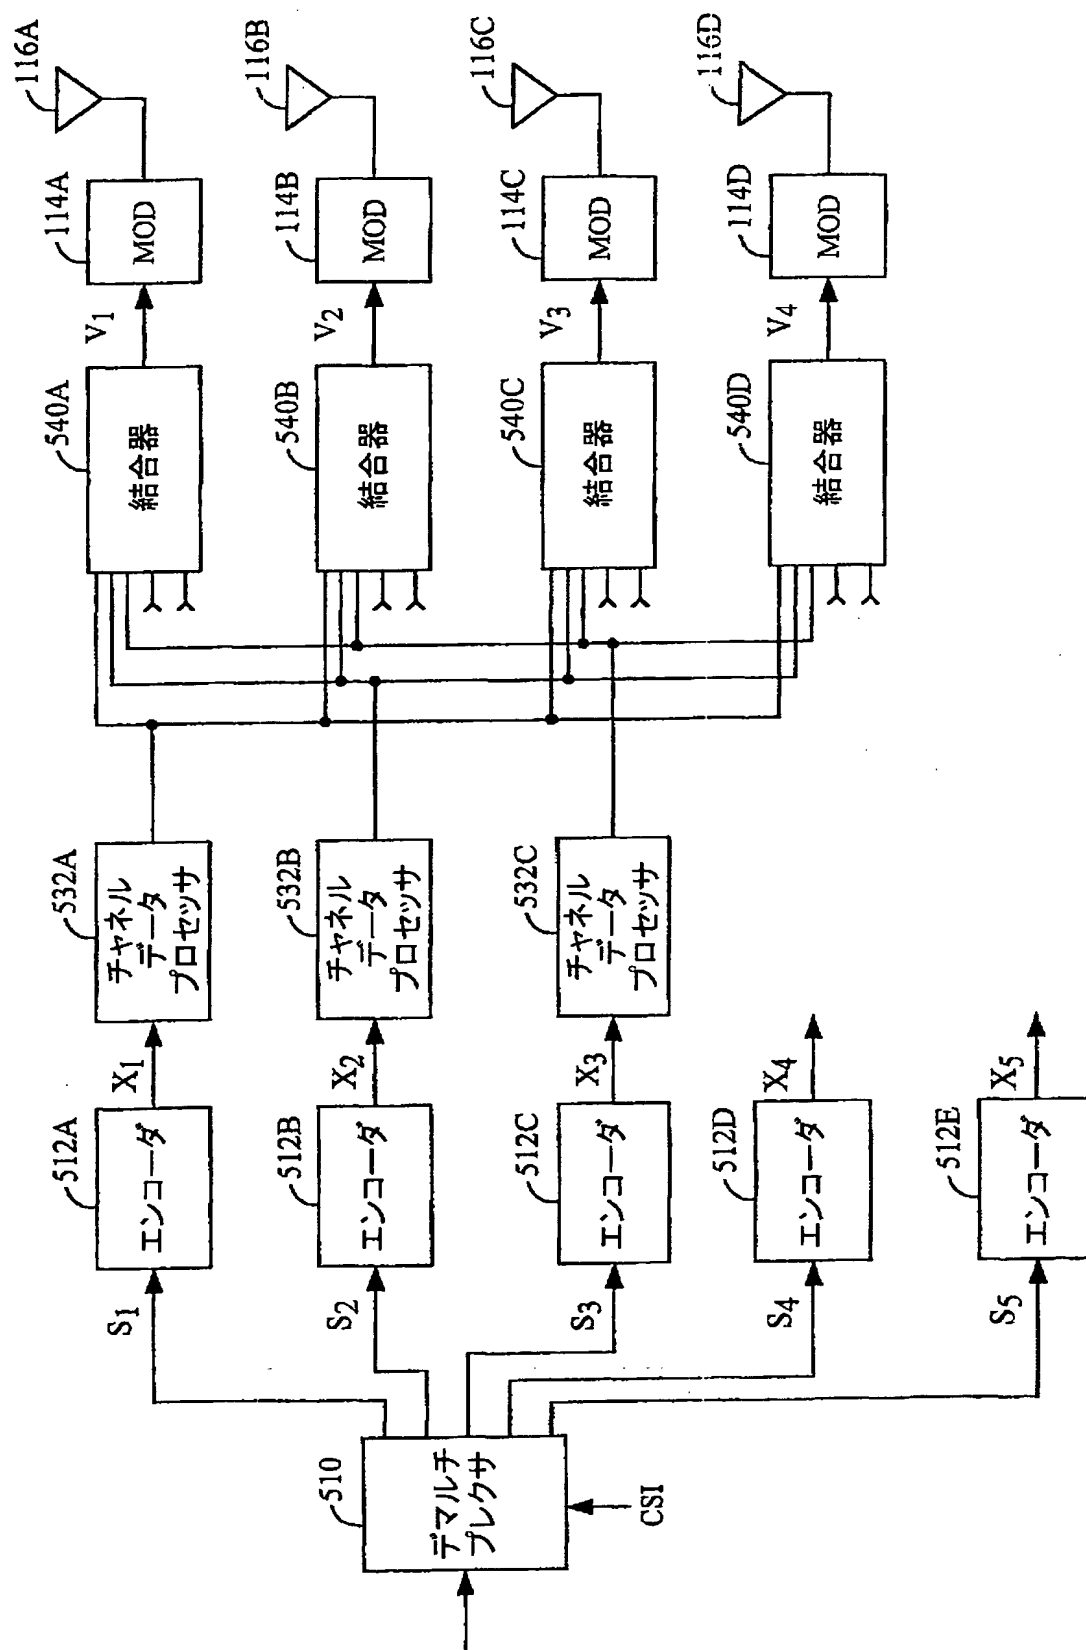 510
デマルチ
プレクサ
CSI
S1
S2
S3
S4
S5
512A
エンコーダ
512B
エンコーダ
512C
エンコーダ
512D
エンコーダ
512E
エンコーダ
X1
X2
X3
X4
X5
532A
チャネル
データ
プロセッサ
532B
チャネル
データ
プロセッサ
532C
チャネル
データ
プロセッサ
540A
結合器
540B
結合器
540C
結合器
540D
結合器
V1
V2
V3
V4
114A
MOD
114B
MOD
114C
MOD
114D
MOD
116A
116B
116C
116D